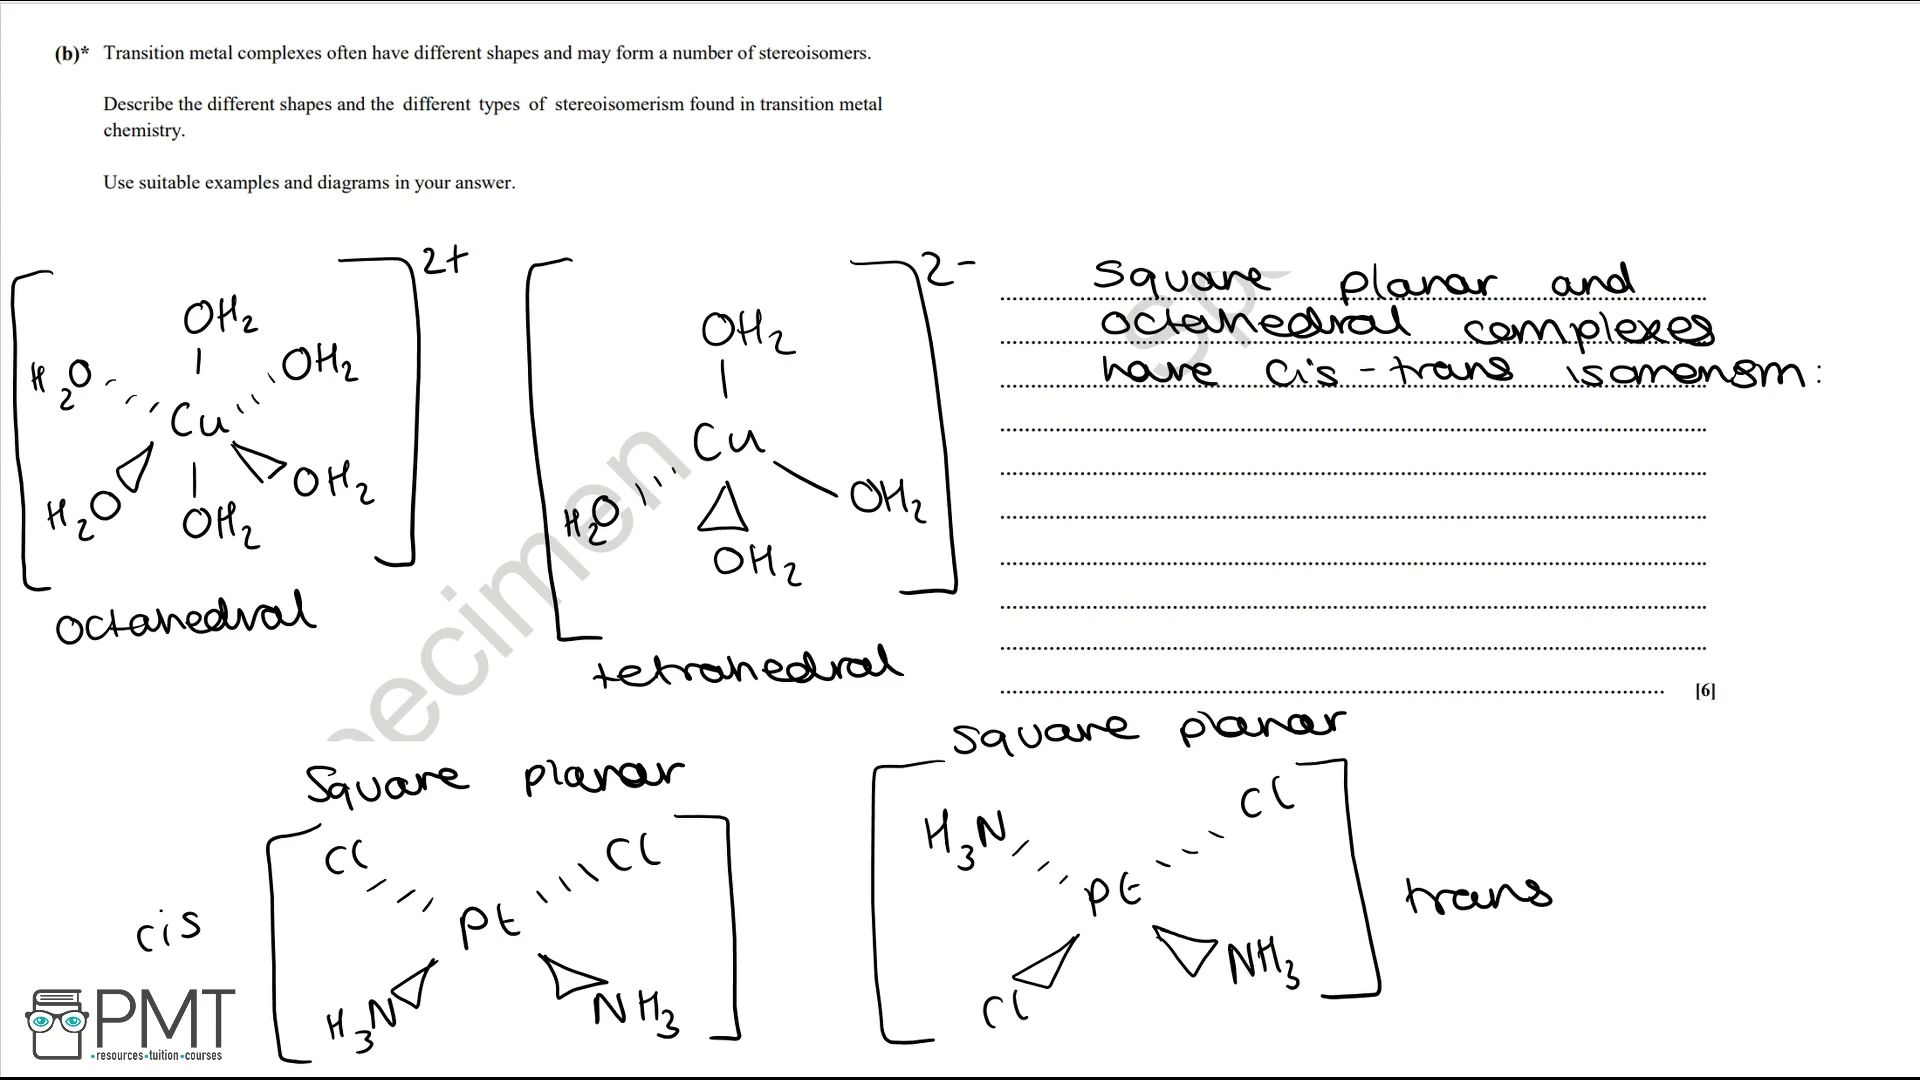 (b)* Transition metal complexes often have different shapes and may form a number of stereoisomers.
Describe the different shapes and the different types of stereoisomerism found in transition metal
chemistry.
Use suitable examples and diagrams in your answer.
2+
OH2
H2O OH2
Cu
H2O OH2
OH2
octahedral
2-
OH2
Cu
H2O OH2
OH2
tetrahedral
Square planar and
octahedral complexes
have cis-trans isomerism:
[6]
specimen
Square planar
cis
Cl Cl
Pt
H3N NH3
Square planar
H3N Cl
Pt
Cl NH3
trans
PMT
•resources•tuition•courses